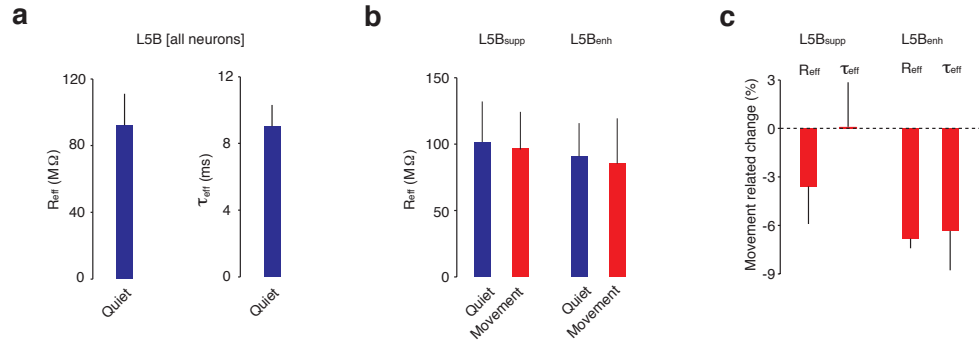 a
L5B [all neurons]
120
80
40
0
Reff (MΩ)
Quiet
12
8
4
0
τeff (ms)
Quiet
b
L5Bsupp
L5Benh
150
100
50
0
Reff (MΩ)
Quiet
Movement
Quiet
Movement
c
L5Bsupp
L5Benh
Reff
τeff
Reff
τeff
3
0
-3
-6
-9
Movement related change (%)